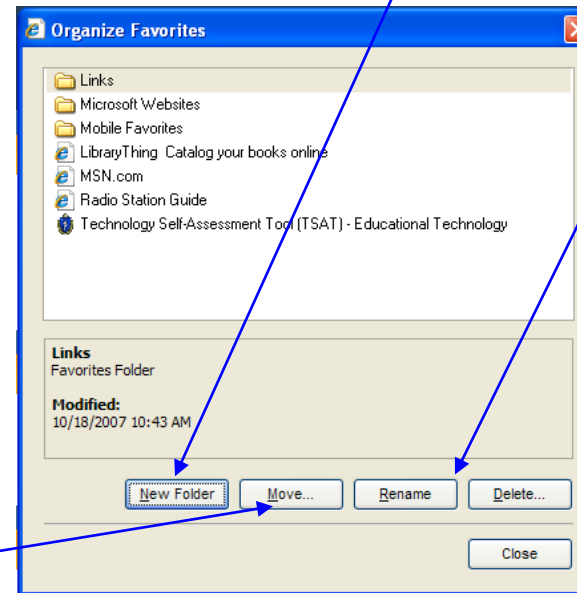 Organize Favorites
Links
Microsoft Websites
Mobile Favorites
LibraryThing Catalog your books online
MSN.com
Radio Station Guide
Technology Self-Assessment Tool (TSAT) - Educational Technology
Links
Favorites Folder
Modified:
10/18/2007 10:43 AM
New Folder Move... Rename Delete...
Close